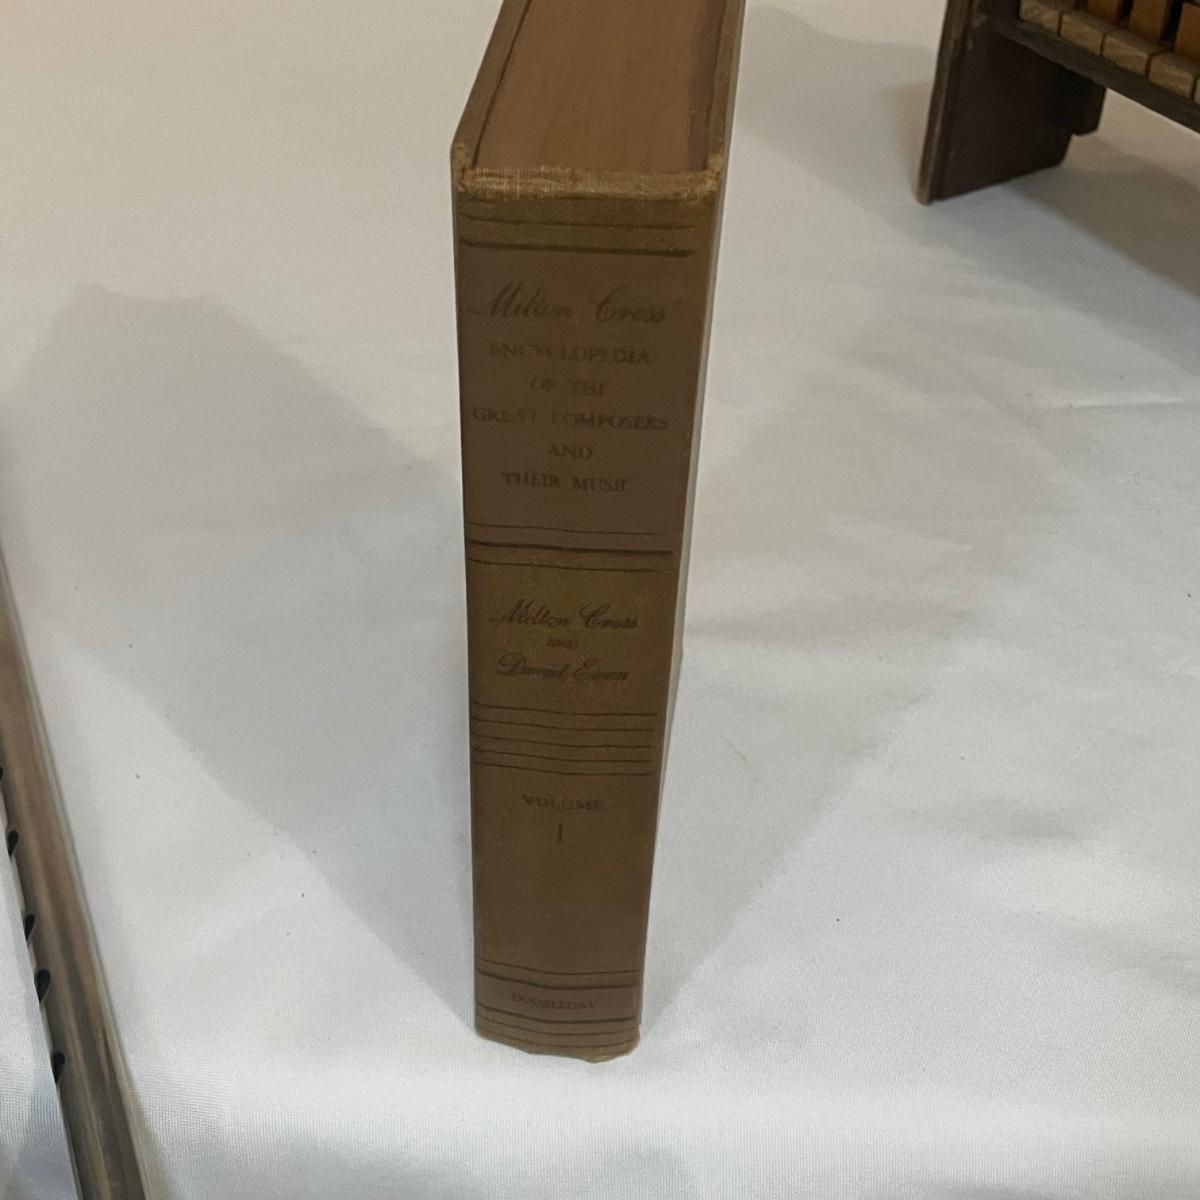 Milton Cross
ENCYCLOPEDIA
OF THE
GREAT COMPOSERS
AND
THEIR MUSIC
Milton Cross
AND
David Ewen
VOLUME
I
DOUBLEDAY